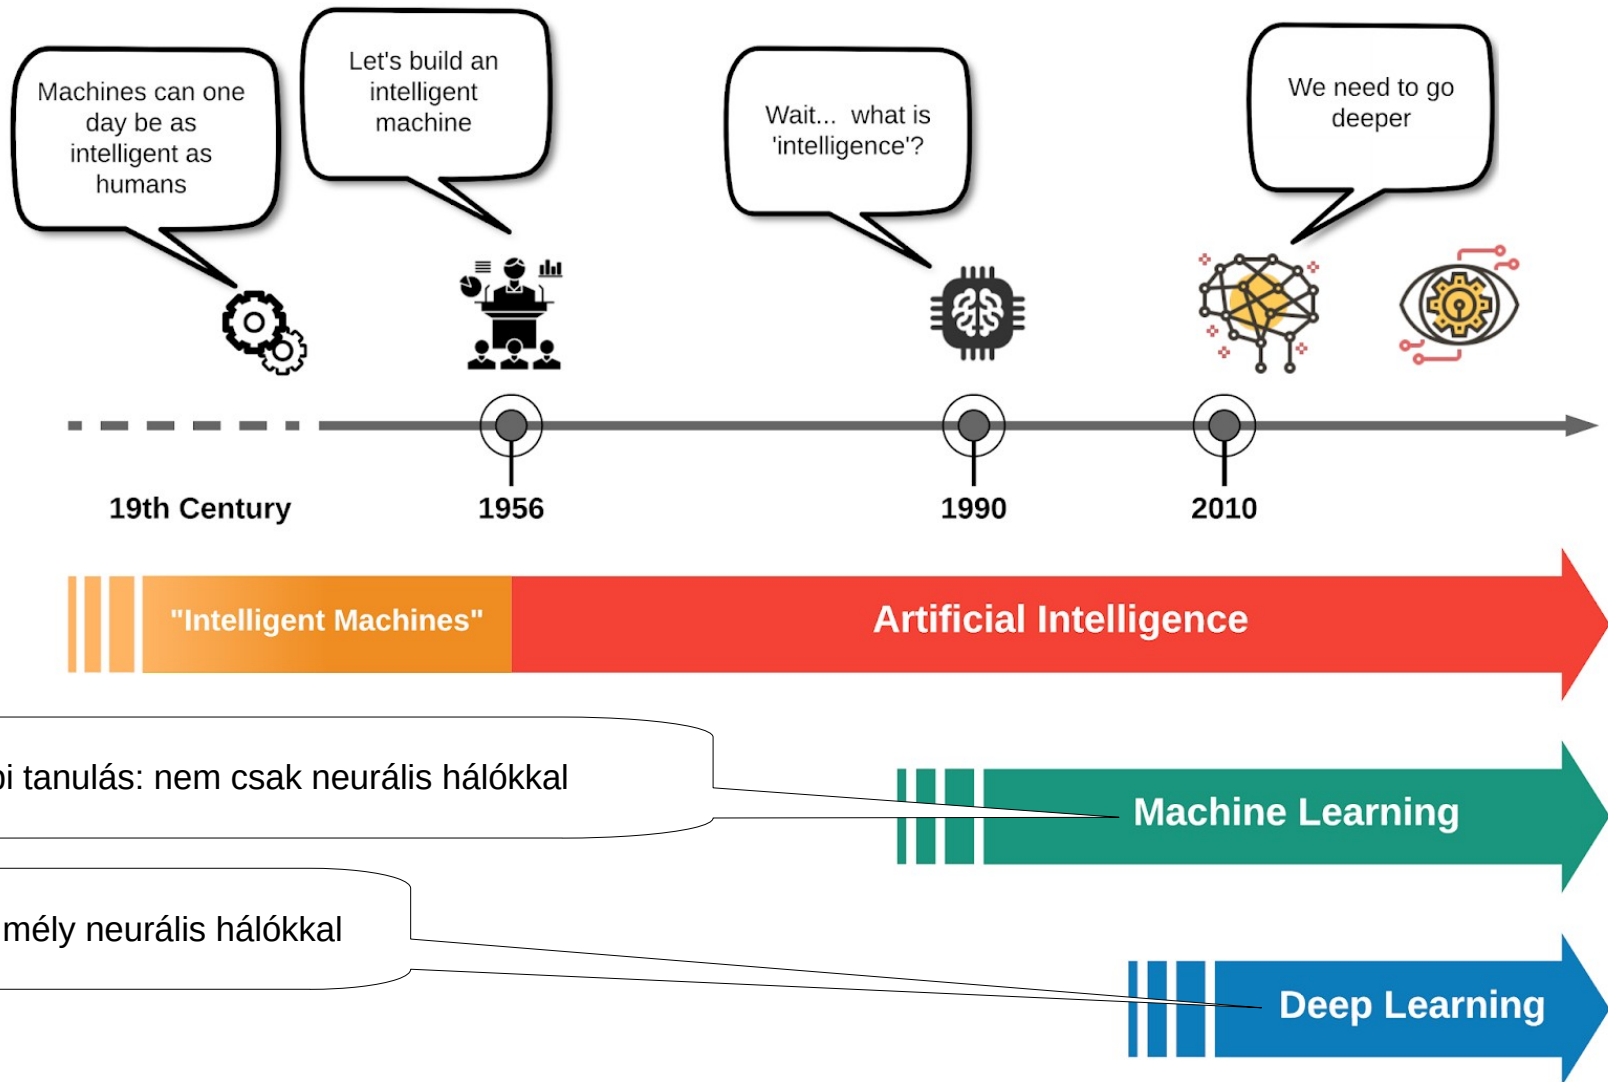 Machines can one
day be as
intelligent as
humans
Let's build an
intelligent
machine
Wait... what is
'intelligence'?
We need to go
deeper
19th Century
1956
1990
2010
"Intelligent Machines"
Artificial Intelligence
tanulás: nem csak neurális hálókkal
Machine Learning
mély neurális hálókkal
Deep Learning